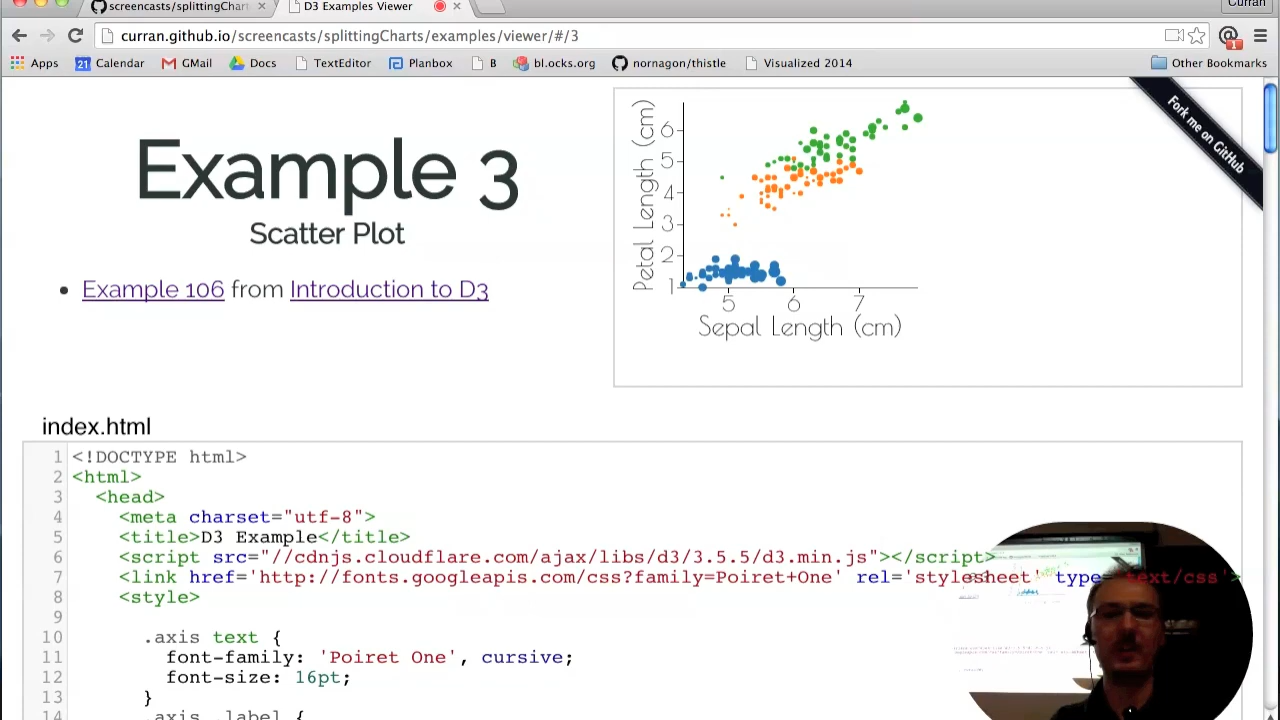 screencasts/splittingChart
D3 Examples Viewer
Curran
curran.github.io/screencasts/splittingCharts/examples/viewer/#/3
Apps
21 Calendar
GMail
Docs
TextEditor
Planbox
B
bl.ocks.org
nornagon/thistle
Visualized 2014
Other Bookmarks
Example 3
Scatter Plot
Example 106 from Introduction to D3
Petal Length (cm)
6
5
4
3
2
1
5 6 7
Sepal Length (cm)
Fork me on GitHub
index.html
1 <!DOCTYPE html>
2 <html>
3 <head>
4 <meta charset="utf-8">
5 <title>D3 Example</title>
6 <script src="//cdnjs.cloudflare.com/ajax/libs/d3/3.5.5/d3.min.js"></script>
7 <link href='http://fonts.googleapis.com/css?family=Poiret+One' rel='stylesheet' type='text/css'>
8 <style>
9
10 .axis text {
11 font-family: 'Poiret One', cursive;
12 font-size: 16pt;
13 }
14 .axis .label {